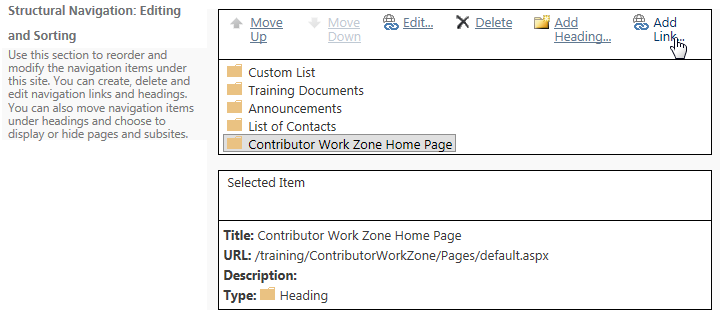 Structural Navigation: Editing
and Sorting
Use this section to reorder and
modify the navigation items under
this site. You can create, delete and
edit navigation links and headings.
You can also move navigation items
under headings and choose to
display or hide pages and subsites.
Move Up
Move Down
Edit...
Delete
Add Heading...
Add Link...
Custom List
Training Documents
Announcements
List of Contacts
Contributor Work Zone Home Page
Selected Item
Title: Contributor Work Zone Home Page
URL: /training/ContributorWorkZone/Pages/default.aspx
Description:
Type: Heading